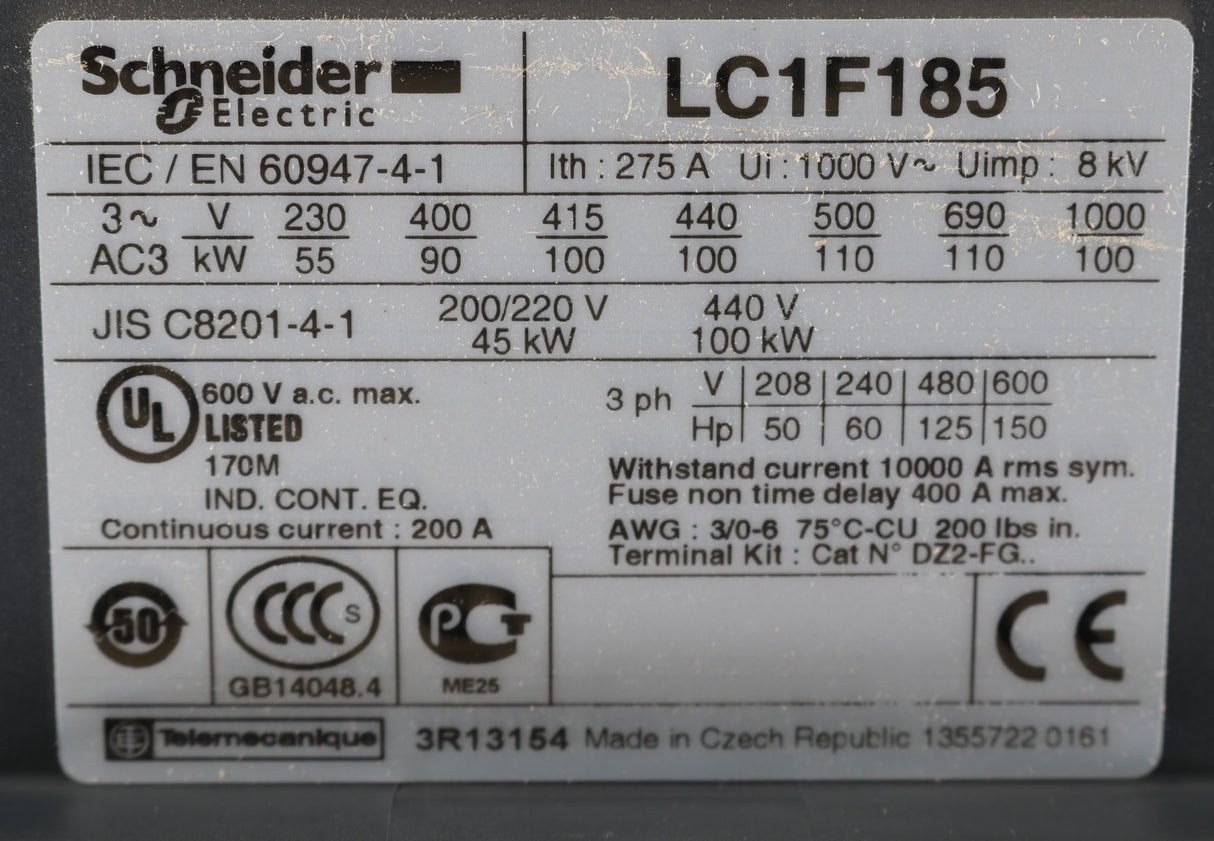 Schneider Electric
LC1F185
IEC / EN 60947-4-1
Ith : 275 A Ui : 1000 V~ Uimp : 8 kV
3~ V 230 400 415 440 500 690 1000
AC3 kW 55 90 100 100 110 110 100
JIS C8201-4-1
200/220 V 440 V
45 kW 100 kW
UL 600 V a.c. max.
LISTED
170M
IND. CONT. EQ.
Continuous current : 200 A
3 ph V 208 240 480 600
Hp 50 60 125 150
Withstand current 10000 A rms sym.
Fuse non time delay 400 A max.
AWG : 3/0-6 75°C-CU 200 lbs in.
Terminal Kit : Cat N° DZ2-FG..
50
CCC S
GB14048.4
PCT
ME25
CE
Telemecanique 3R13154 Made in Czech Republic 1355722 0161